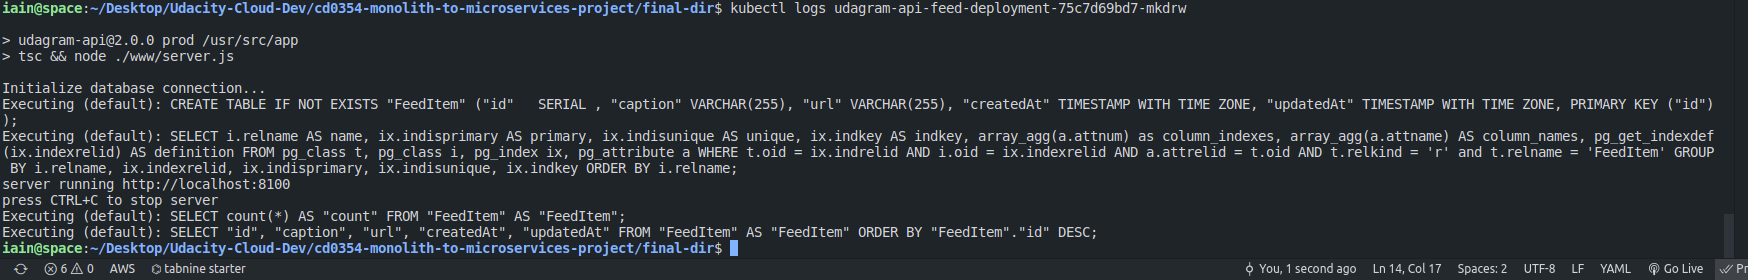 iain@space:~/Desktop/Udacity-Cloud-Dev/cd0354-monolith-to-microservices-project/final-dir$ kubectl logs udagram-api-feed-deployment-75c7d69bd7-mkdrw
> udagram-api@2.0.0 prod /usr/src/app
> tsc && node ./www/server.js
Initialize database connection...
Executing (default): CREATE TABLE IF NOT EXISTS "FeedItem" ("id"   SERIAL , "caption" VARCHAR(255), "url" VARCHAR(255), "createdAt" TIMESTAMP WITH TIME ZONE, "updatedAt" TIMESTAMP WITH TIME ZONE, PRIMARY KEY ("id")
);
Executing (default): SELECT i.relname AS name, ix.indisprimary AS primary, ix.indisunique AS unique, ix.indkey AS indkey, array_agg(a.attnum) as column_indexes, array_agg(a.attname) AS column_names, pg_get_indexdef
(ix.indexrelid) AS definition FROM pg_class t, pg_class i, pg_index ix, pg_attribute a WHERE t.oid = ix.indrelid AND i.oid = ix.indexrelid AND a.attrelid = t.oid AND t.relkind = 'r' and t.relname = 'FeedItem' GROUP
 BY i.relname, ix.indexrelid, ix.indisprimary, ix.indisunique, ix.indkey ORDER BY i.relname;
server running http://localhost:8100
press CTRL+C to stop server
Executing (default): SELECT count(*) AS "count" FROM "FeedItem" AS "FeedItem";
Executing (default): SELECT "id", "caption", "url", "createdAt", "updatedAt" FROM "FeedItem" AS "FeedItem" ORDER BY "FeedItem"."id" DESC;
iain@space:~/Desktop/Udacity-Cloud-Dev/cd0354-monolith-to-microservices-project/final-dir$
6 0 AWS tabnine starter You, 1 second ago Ln 14, Col 17 Spaces: 2 UTF-8 LF YAML Go Live Pr